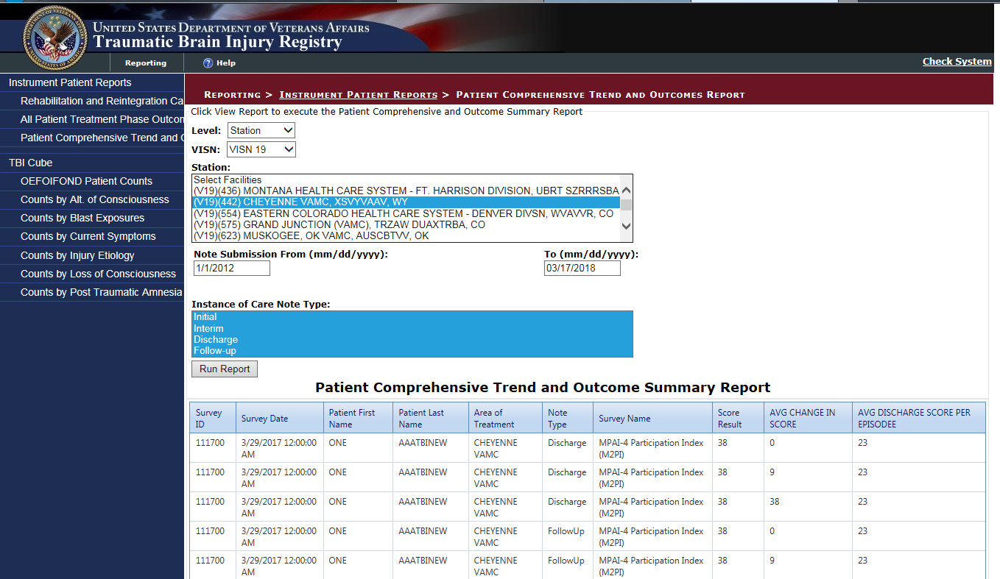 UNITED STATES DEPARTMENT OF VETERANS AFFAIRS
Traumatic Brain Injury Registry
Reporting
? Help
Check System
Instrument Patient Reports
Rehabilitation and Reintegration Ca
All Patient Treatment Phase Outcon
Patient Comprehensive Trend and
TBI Cube
OEFOIFOND Patient Counts
Counts by Alt. of Consciousness
Counts by Blast Exposures
Counts by Current Symptoms
Counts by Injury Etiology
Counts by Loss of Consciousness
Counts by Post Traumatic Amnesia
REPORTING > INSTRUMENT PATIENT REPORTS > PATIENT COMPREHENSIVE TREND AND OUTCOMES REPORT
Click View Report to execute the Patient Comprehensive and Outcome Summary Report
Level: Station
VISN: VISN 19
Station:
Select Facilities
(V19)(436) MONTANA HEALTH CARE SYSTEM - FT. HARRISON DIVISION, UBRT SZRRRSBA
(V19)(442) CHEYENNE VAMC, XSVYVAAV, WY
(V19)(554) EASTERN COLORADO HEALTH CARE SYSTEM - DENVER DIVSN, WVAVVR, CO
(V19)(575) GRAND JUNCTION (VAMC), TRZAW DUAXTRBA, CO
(V19)(623) MUSKOGEE, OK VAMC, AUSCBTVV, OK
Note Submission From (mm/dd/yyyy): To (mm/dd/yyyy):
1/1/2012 03/17/2018
Instance of Care Note Type:
Initial
Interim
Discharge
Follow-up
Run Report
Patient Comprehensive Trend and Outcome Summary Report
Survey ID Survey Date Patient First Name Patient Last Name Area of Treatment Note Type Survey Name Score Result AVG CHANGE IN SCORE AVG DISCHARGE SCORE PER EPISODEE
111700 3/29/2017 12:00:00 AM ONE AAATBINEW CHEYENNE VAMC Discharge MPAI-4 Participation Index (M2PI) 38 0 23
111700 3/29/2017 12:00:00 AM ONE AAATBINEW CHEYENNE VAMC Discharge MPAI-4 Participation Index (M2PI) 38 9 23
111700 3/29/2017 12:00:00 AM ONE AAATBINEW CHEYENNE VAMC Discharge MPAI-4 Participation Index (M2PI) 38 38 23
111700 3/29/2017 12:00:00 AM ONE AAATBINEW CHEYENNE VAMC FollowUp MPAI-4 Participation Index (M2PI) 38 0 23
111700 3/29/2017 12:00:00 AM ONE AAATBINEW CHEYENNE VAMC FollowUp MPAI-4 Participation Index (M2PI) 38 9 23